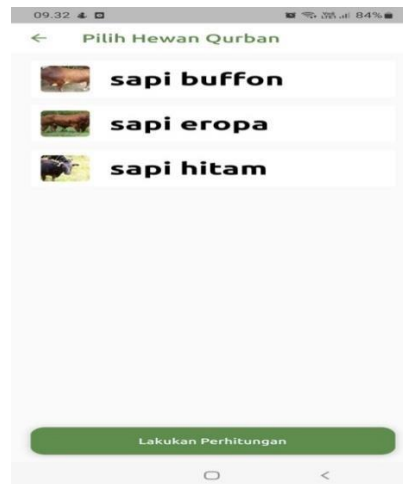 09.32 84%
Pilih Hewan Qurban
sapi buffon
sapi eropa
sapi hitam
Lakukan Perhitungan